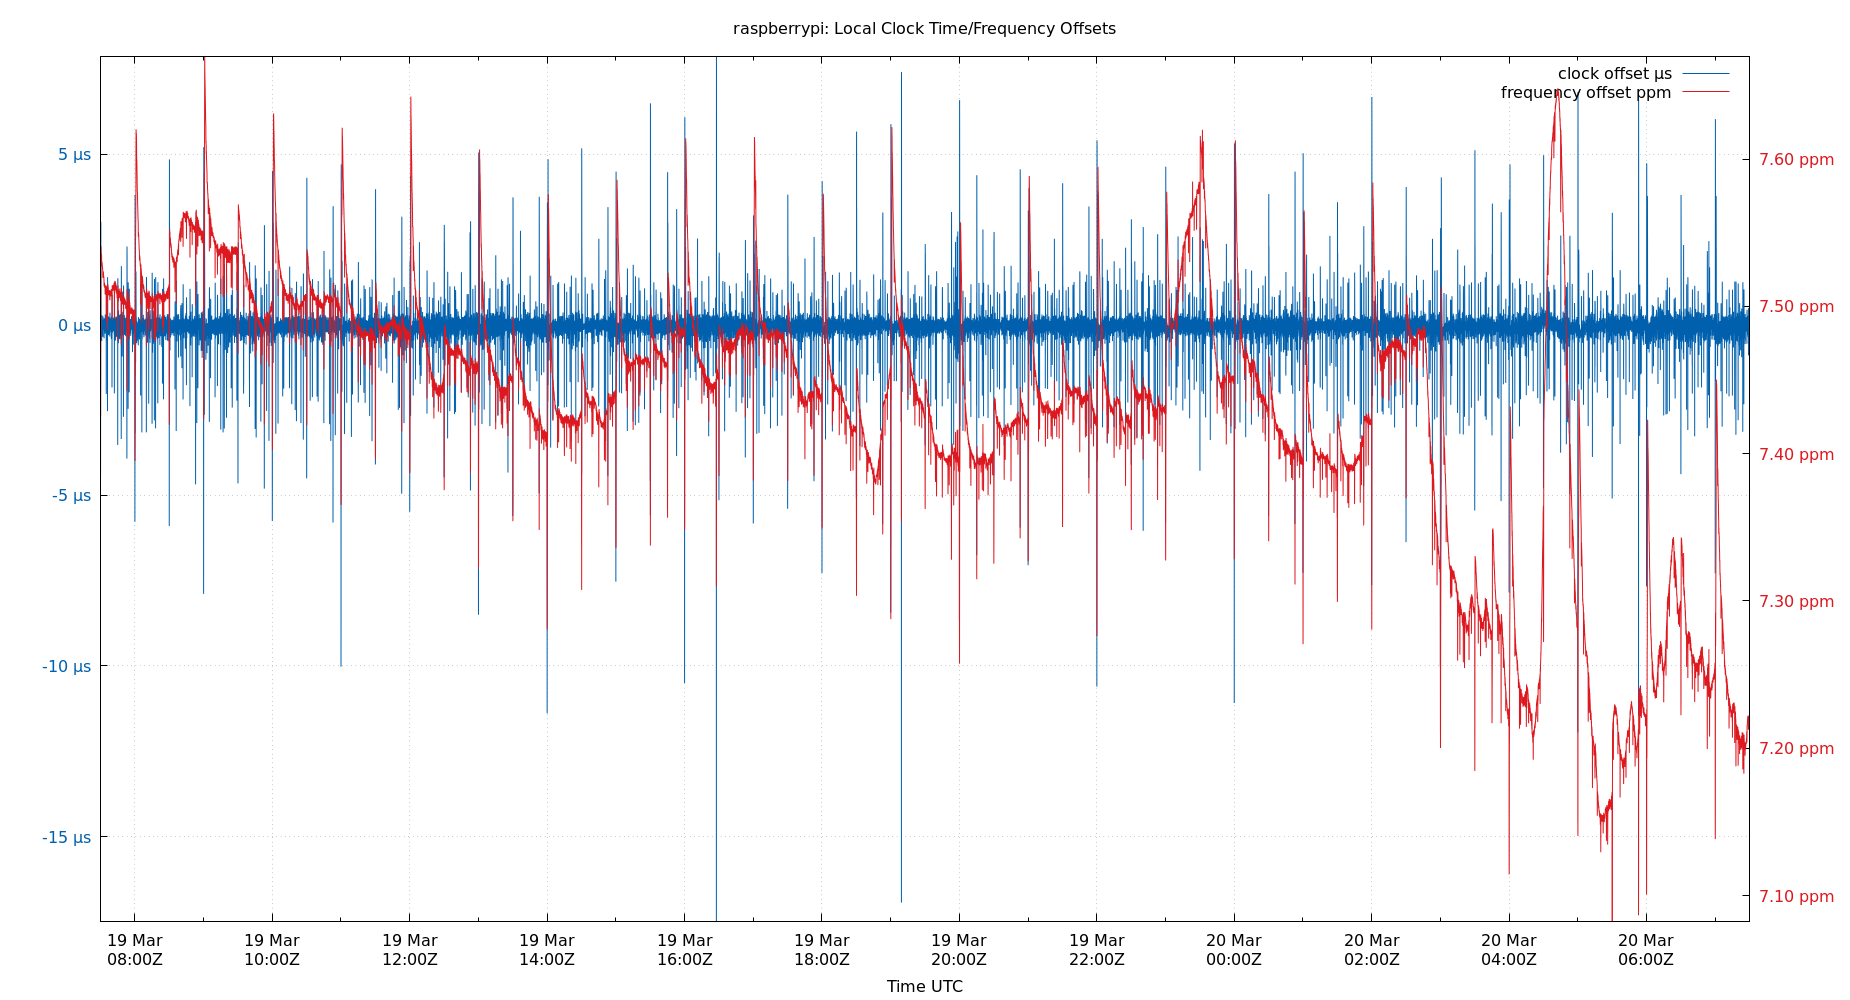 raspberrypi: Local Clock Time/Frequency Offsets
clock offset µs
frequency offset ppm
5 µs
0 µs
-5 µs
-10 µs
-15 µs
7.60 ppm
7.50 ppm
7.40 ppm
7.30 ppm
7.20 ppm
7.10 ppm
19 Mar
08:00Z
19 Mar
10:00Z
19 Mar
12:00Z
19 Mar
14:00Z
19 Mar
16:00Z
19 Mar
18:00Z
19 Mar
20:00Z
19 Mar
22:00Z
20 Mar
00:00Z
20 Mar
02:00Z
20 Mar
04:00Z
20 Mar
06:00Z
Time UTC